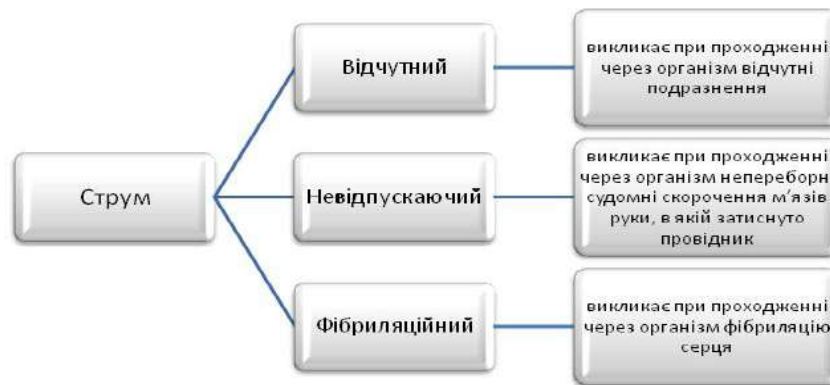 Струм
Відчутний
викликає при проходженні
через організм відчутні
подразнення
Невідпускаючий
викликає при проходженні
через організм непереборн
судомні скорочення м’язів
руки, в якій затиснуто
провідник
Фібриляційний
викликає при проходженні
через організм фібриляцію
серця